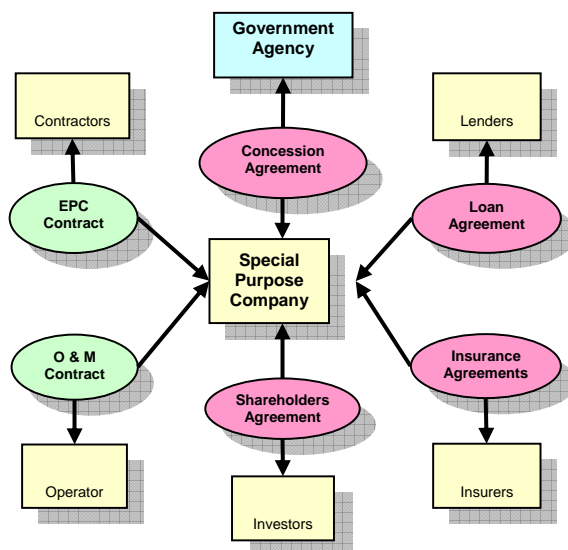 Government
Agency
Contractors
Lenders
Concession
Agreement
EPC
Contract
Loan
Agreement
Special
Purpose
Company
O & M
Contract
Insurance
Agreements
Shareholders
Agreement
Operator
Investors
Insurers